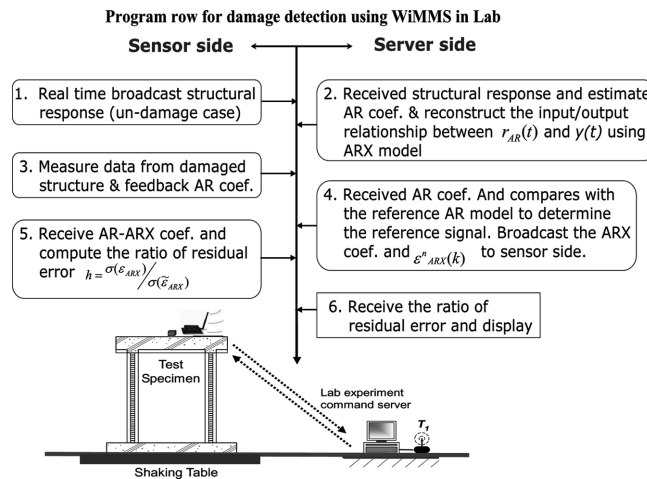 Program row for damage detection using WiMMS in Lab
Sensor side
Server side
1. Real time broadcast structural
response (un-damage case)
2. Received structural response and estimate
AR coef. & reconstruct the input/output
relationship between r_AR(t) and y(t) using
ARX model
3. Measure data from damaged
structure & feedback AR coef.
4. Received AR coef. And compares with
the reference AR model to determine
the reference signal. Broadcast the ARX
coef. and ε^n_ARX(k) to sensor side.
5. Receive AR-ARX coef. and
compute the ratio of residual
error h = σ(ε_ARX)/σ(ε̃_ARX)
6. Receive the ratio of
residual error and display
Test
Specimen
Lab experiment
command server
T_1
Shaking Table